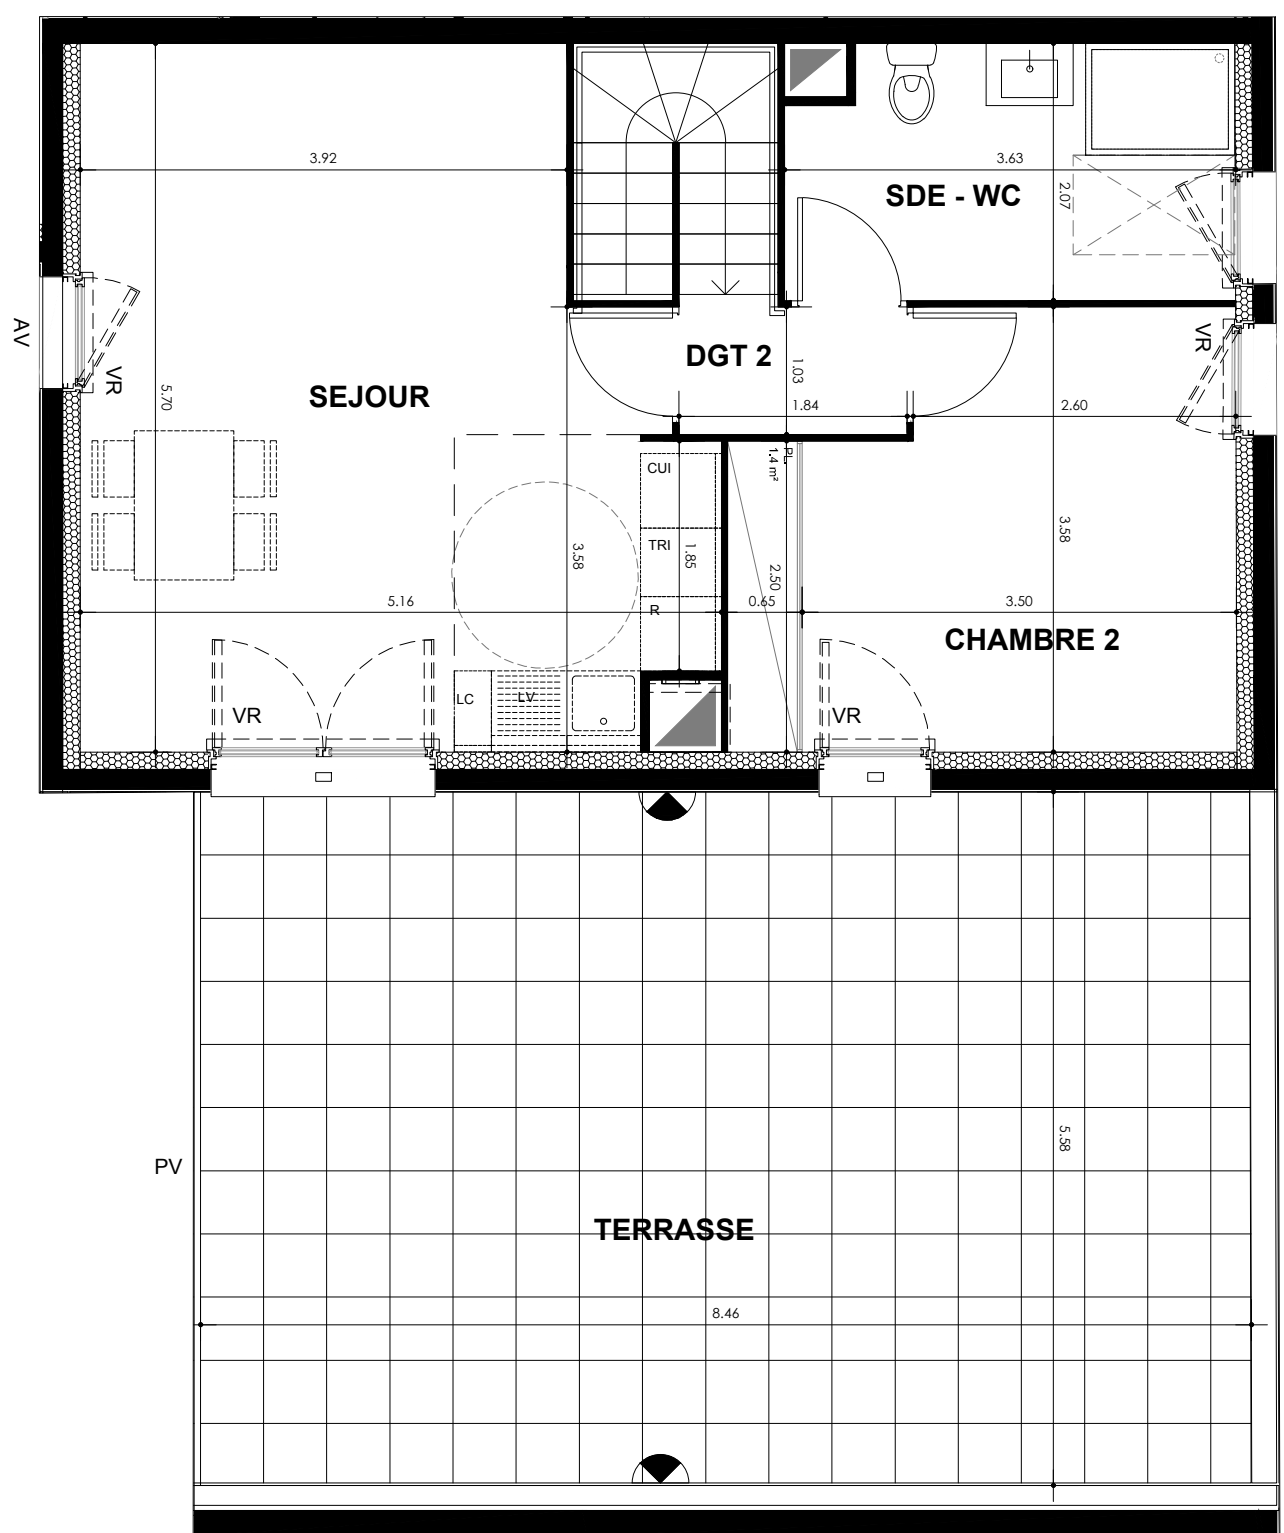 3.92
3.63
SDE - WC
2.07
AV
VR
5.70
SEJOUR
DGT 2
1.03
1.84
2.60
VR
CUI
PL.
1.4 m²
TRI
1.85
3.58
2.50
3.58
5.16
R
0.65
3.50
CHAMBRE 2
LC
LV
VR
VR
5.58
PV
TERRASSE
8.46